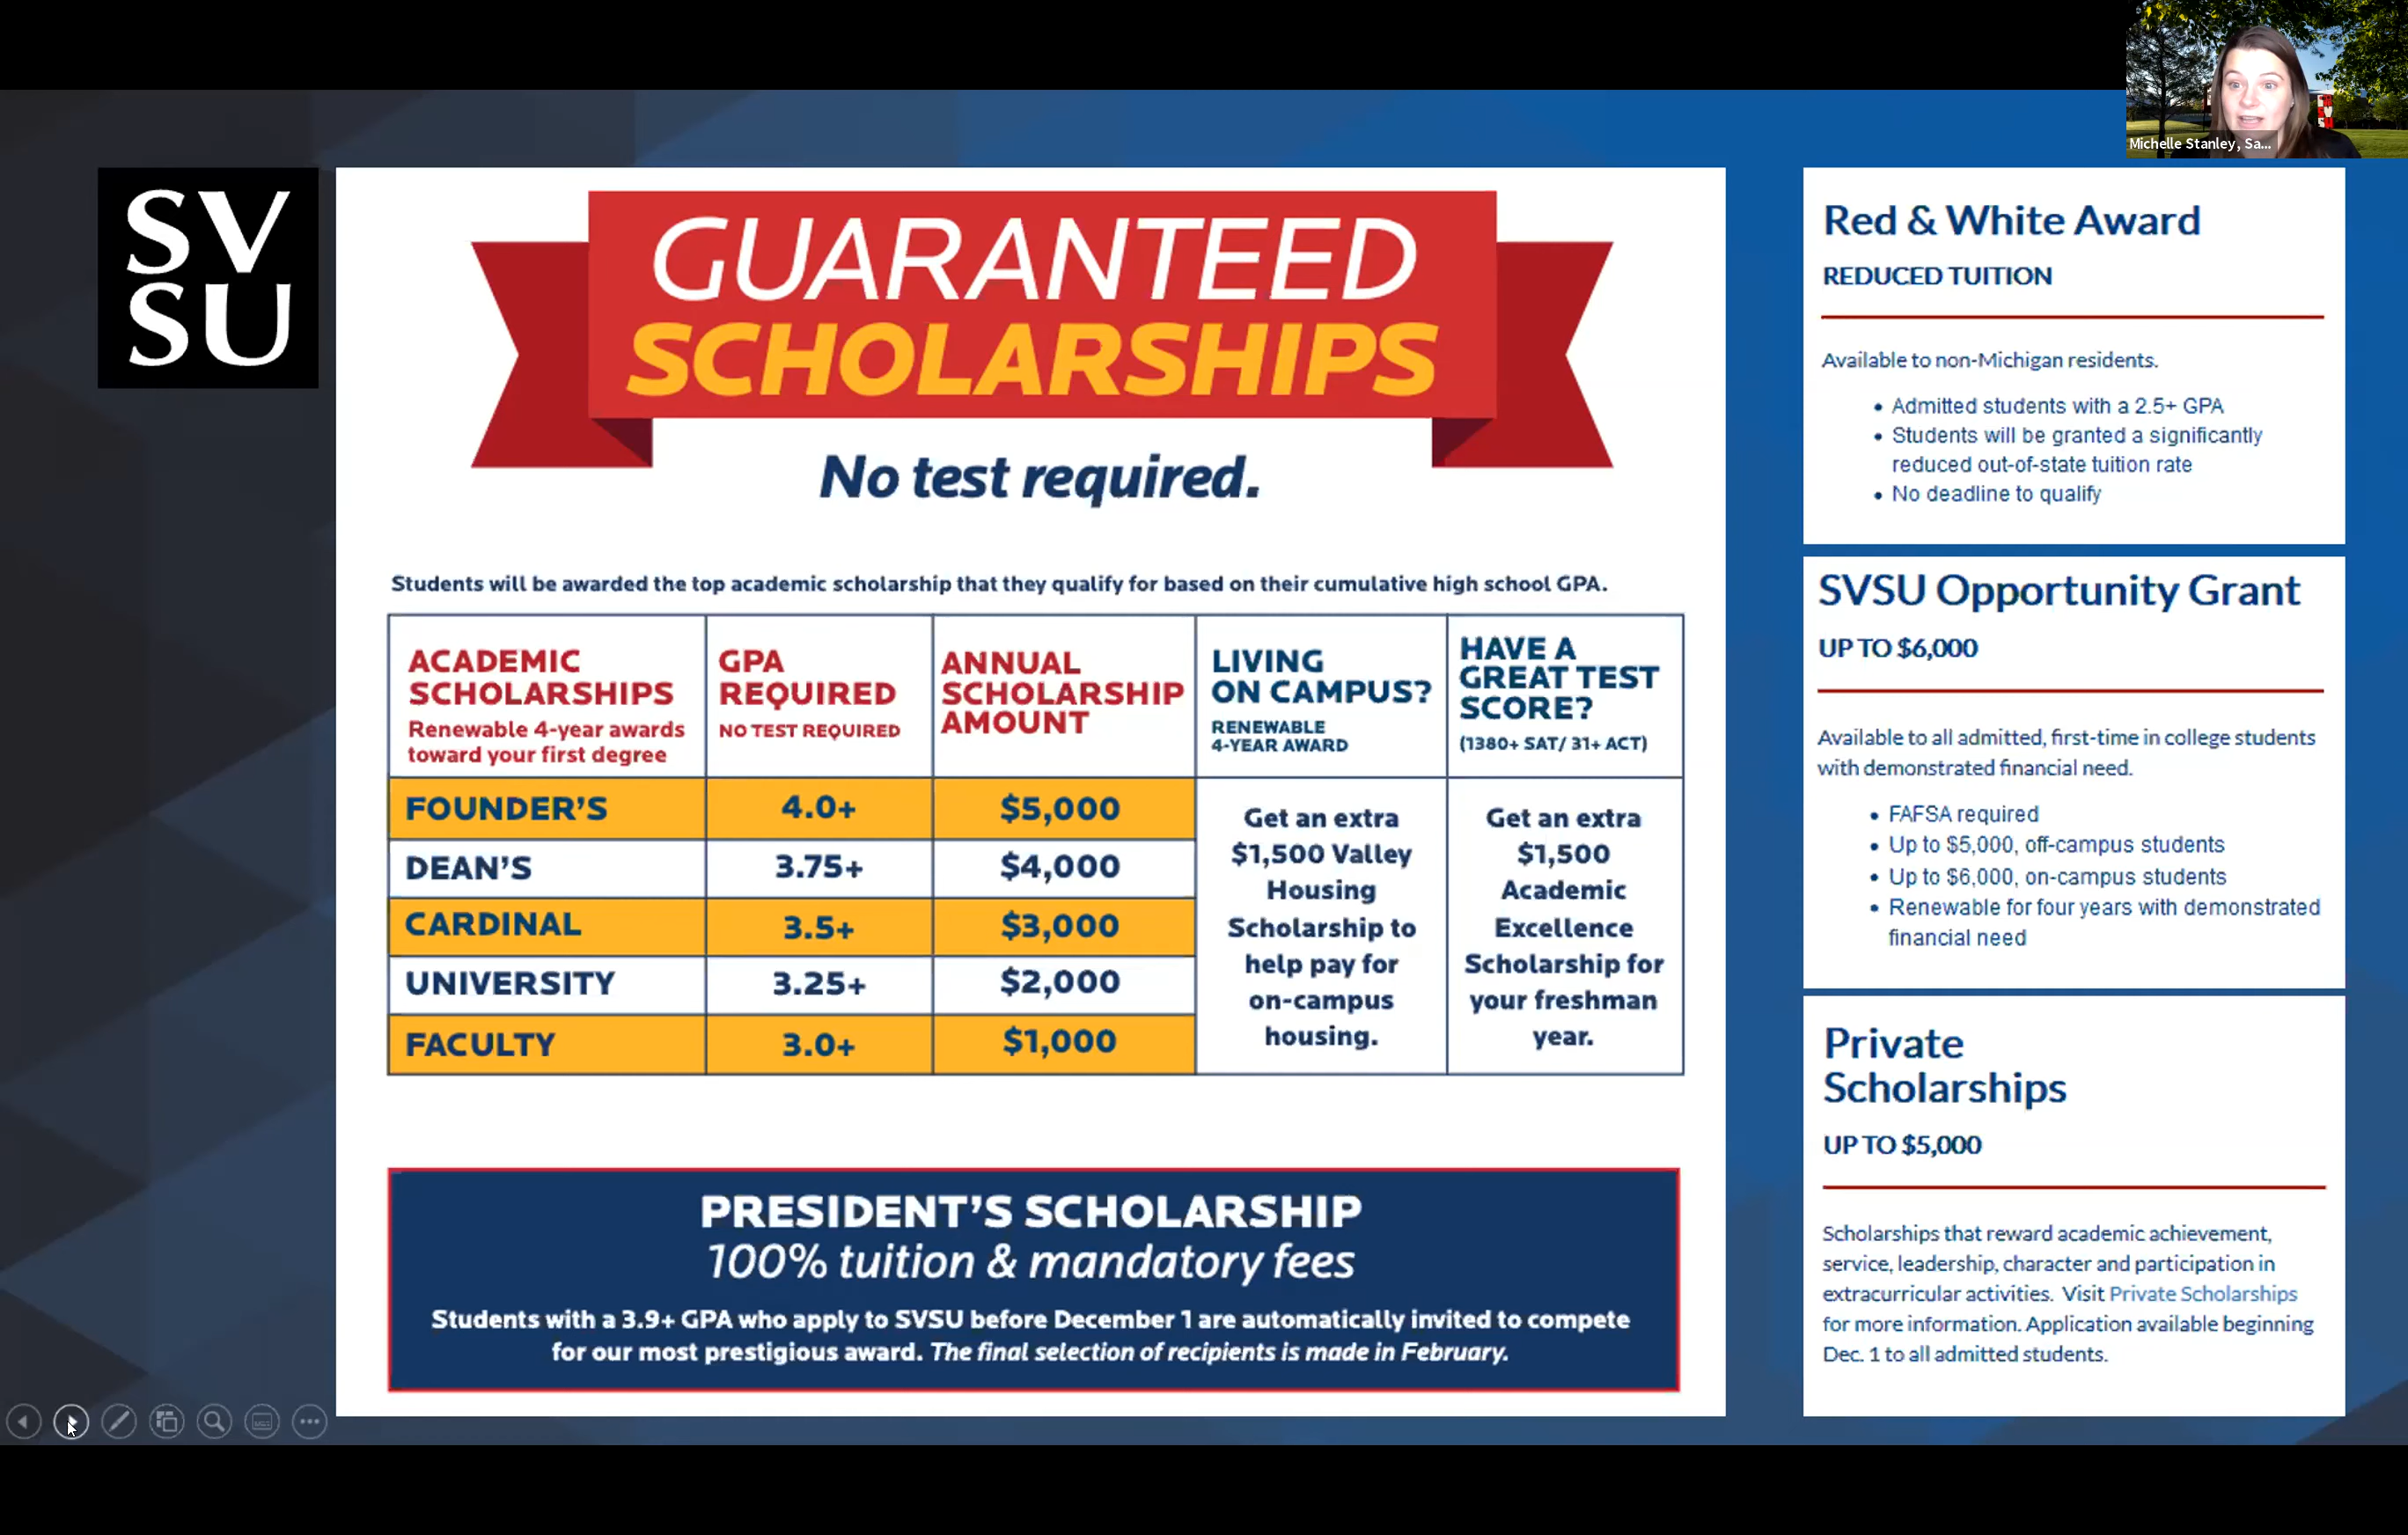 Michelle Stanley, Sa...
SV
SU
GUARANTEED
SCHOLARSHIPS
No test required.
Students will be awarded the top academic scholarship that they qualify for based on their cumulative high school GPA.
ACADEMIC
SCHOLARSHIPS
Renewable 4-year awards
toward your first degree
GPA
REQUIRED
NO TEST REQUIRED
ANNUAL
SCHOLARSHIP
AMOUNT
LIVING
ON CAMPUS?
RENEWABLE
4-YEAR AWARD
HAVE A
GREAT TEST
SCORE?
(1380+ SAT/ 31+ ACT)
FOUNDER'S 4.0+ $5,000
DEAN'S 3.75+ $4,000
CARDINAL 3.5+ $3,000
UNIVERSITY 3.25+ $2,000
FACULTY 3.0+ $1,000
Get an extra
$1,500 Valley
Housing
Scholarship to
help pay for
on-campus
housing.
Get an extra
$1,500
Academic
Excellence
Scholarship for
your freshman
year.
PRESIDENT'S SCHOLARSHIP
100% tuition & mandatory fees
Students with a 3.9+ GPA who apply to SVSU before December 1 are automatically invited to compete
for our most prestigious award. The final selection of recipients is made in February.
Red & White Award
REDUCED TUITION
Available to non-Michigan residents.
• Admitted students with a 2.5+ GPA
• Students will be granted a significantly
reduced out-of-state tuition rate
• No deadline to qualify
SVSU Opportunity Grant
UP TO $6,000
Available to all admitted, first-time in college students
with demonstrated financial need.
• FAFSA required
• Up to $5,000, off-campus students
• Up to $6,000, on-campus students
• Renewable for four years with demonstrated
financial need
Private
Scholarships
UP TO $5,000
Scholarships that reward academic achievement,
service, leadership, character and participation in
extracurricular activities. Visit Private Scholarships
for more information. Application available beginning
Dec. 1 to all admitted students.